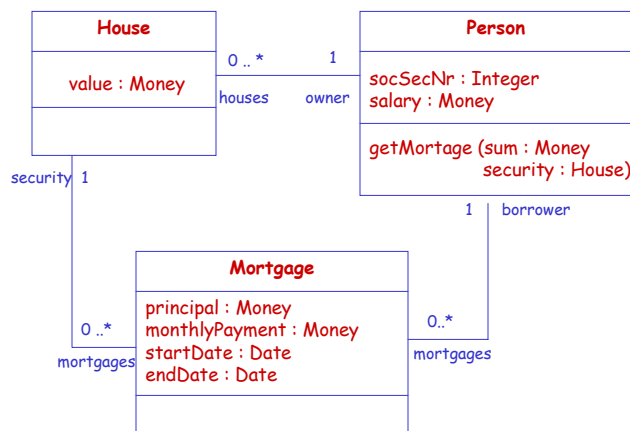 House
value : Money
0 .. *
houses
1
owner
Person
socSecNr : Integer
salary : Money
getMortage (sum : Money
security : House)
security 1
1 borrower
Mortgage
principal : Money
monthlyPayment : Money
startDate : Date
endDate : Date
0 ..*
mortgages
0..*
mortgages